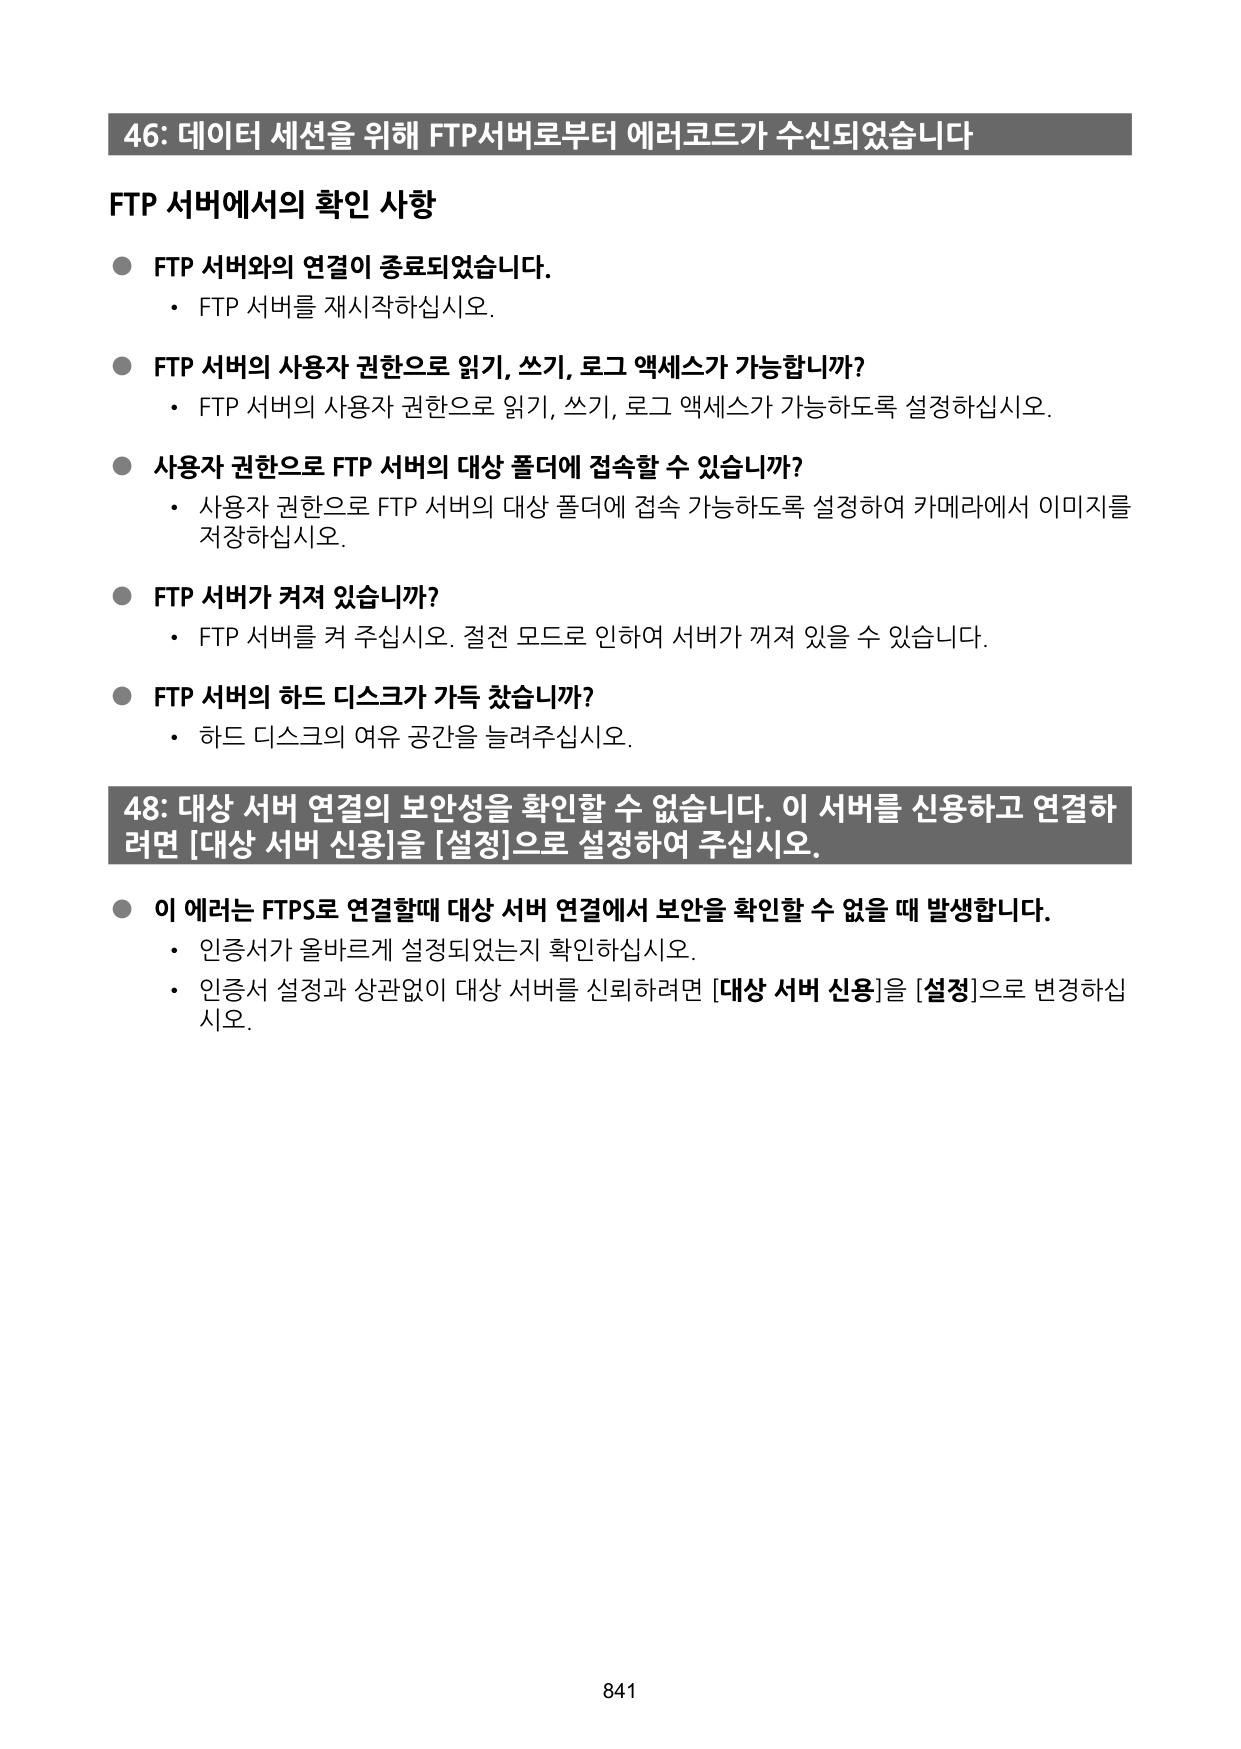 46: 데이터 세션을 위해 FTP서버로부터 에러코드가 수신되었습니다
FTP 서버에서의 확인 사항
● FTP 서버와의 연결이 종료되었습니다.
• FTP 서버를 재시작하십시오.
● FTP 서버의 사용자 권한으로 읽기, 쓰기, 로그 액세스가 가능합니까?
• FTP 서버의 사용자 권한으로 읽기, 쓰기, 로그 액세스가 가능하도록 설정하십시오.
● 사용자 권한으로 FTP 서버의 대상 폴더에 접속할 수 있습니까?
• 사용자 권한으로 FTP 서버의 대상 폴더에 접속 가능하도록 설정하여 카메라에서 이미지를
저장하십시오.
● FTP 서버가 켜져 있습니까?
• FTP 서버를 켜 주십시오. 절전 모드로 인하여 서버가 꺼져 있을 수 있습니다.
● FTP 서버의 하드 디스크가 가득 찼습니까?
• 하드 디스크의 여유 공간을 늘려주십시오.
48: 대상 서버 연결의 보안성을 확인할 수 없습니다. 이 서버를 신용하고 연결하
려면 [대상 서버 신용]을 [설정]으로 설정하여 주십시오.
● 이 에러는 FTPS로 연결할때 대상 서버 연결에서 보안을 확인할 수 없을 때 발생합니다.
• 인증서가 올바르게 설정되었는지 확인하십시오.
• 인증서 설정과 상관없이 대상 서버를 신뢰하려면 [대상 서버 신용]을 [설정]으로 변경하십
시오.
841